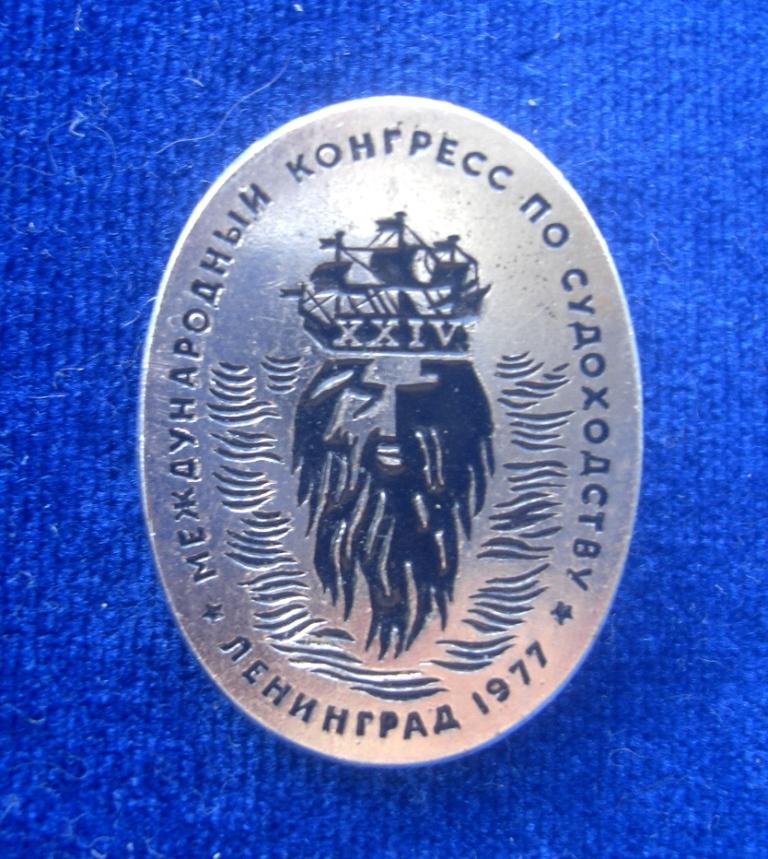 МЕЖДУНАРОДНЫЙ КОНГРЕСС ПО СУДОХОДСТВУ
XXIV
ЛЕНИНГРАД 1977